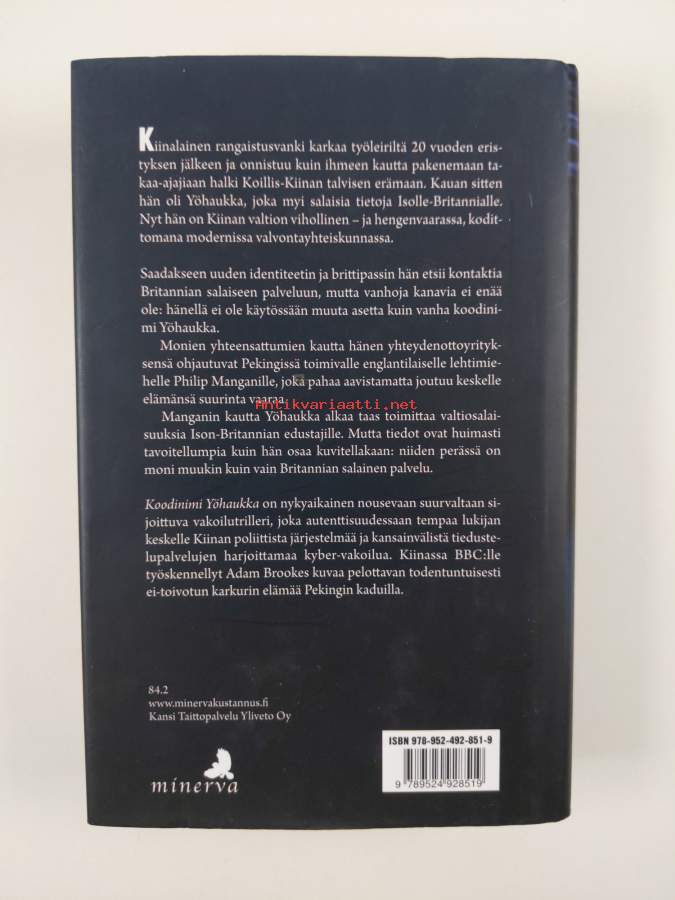 Kiinalainen rangaistusvanki karkaa työleiriltä 20 vuoden eris-
tyksen jälkeen ja onnistuu kuin ihmeen kautta pakenemaan ta-
kaa-ajajiaan halki Koillis-Kiinan talvisen erämaan. Kauan sitten
hän oli Yöhaukka, joka myi salaisia tietoja Isolle-Britannialle.
Nyt hän on Kiinan valtion vihollinen – ja hengenvaarassa, kodit-
tomana modernissa valvontayhteiskunnassa.
Saadakseen uuden identiteetin ja brittipassin hän etsii kontaktia
Britannian salaiseen palveluun, mutta vanhoja kanavia ei enää
ole: hänellä ei ole käytössään muuta asetta kuin vanha koodini-
mi Yöhaukka.
Monien yhteensattumien kautta hänen yhteydenottoyrityk-
sensä ohjautuvat Pekingissä toimivalle englantilaiselle lehtimie-
helle Philip Manganille, joka pahaa aavistamatta joutuu keskelle
elämänsä suurinta vaaraa.
Antikvariaatti.net
Manganin kautta Yöhaukka alkaa taas toimittaa valtiosalai-
suuksia Ison-Britannian edustajille. Mutta tiedot ovat huimasti
tavoitellumpia kuin hän osaa kuvitellakaan: niiden perässä on
moni muukin kuin vain Britannian salainen palvelu.
Koodinimi Yöhaukka on nykyaikainen nousevaan suurvaltaan si-
joittuva vakoilutrilleri, joka autenttisuudessaan tempaa lukijan
keskelle Kiinan poliittista järjestelmää ja kansainvälistä tieduste-
lupalvelujen harjoittamaa kyber-vakoilua. Kiinassa BBC:lle
työskennellyt Adam Brookes kuvaa pelottavan todentuntuisesti
ei-toivotun karkurin elämää Pekingin kaduilla.
84.2
www.minervakustannus.fi
Kansi Taittopalvelu Yliveto Oy
minerva
ISBN 978-952-492-851-9
9 789524 928519